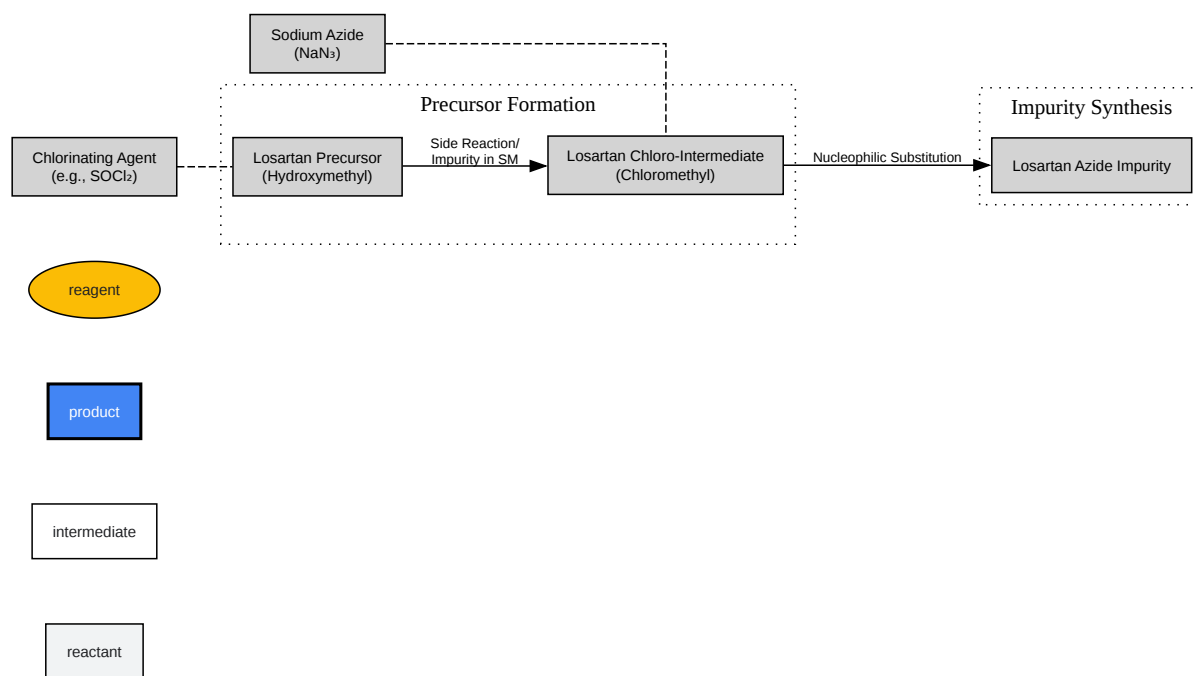 Sodium Azide
(NaN₃)
Precursor Formation
Impurity Synthesis
Chlorinating Agent
(e.g., SOCl₂)
Losartan Precursor
(Hydroxymethyl)
Side Reaction/
Impurity in SM
Losartan Chloro-Intermediate
(Chloromethyl)
Nucleophilic Substitution
Losartan Azide Impurity
reagent
product
intermediate
reactant